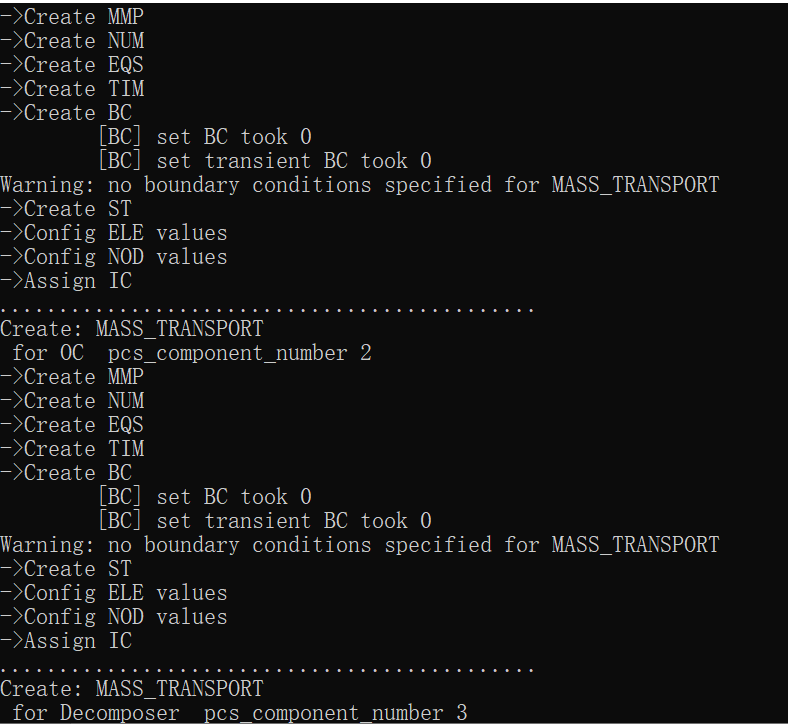 ->Create MMP
->Create NUM
->Create EQS
->Create TIM
->Create BC
[BC] set BC took 0
[BC] set transient BC took 0
Warning: no boundary conditions specified for MASS_TRANSPORT
->Create ST
->Config ELE values
->Config NOD values
->Assign IC
.............................................
Create: MASS_TRANSPORT
for OC  pcs_component_number 2
->Create MMP
->Create NUM
->Create EQS
->Create TIM
->Create BC
[BC] set BC took 0
[BC] set transient BC took 0
Warning: no boundary conditions specified for MASS_TRANSPORT
->Create ST
->Config ELE values
->Config NOD values
->Assign IC
.............................................
Create: MASS_TRANSPORT
for Decomposer  pcs_component_number 3